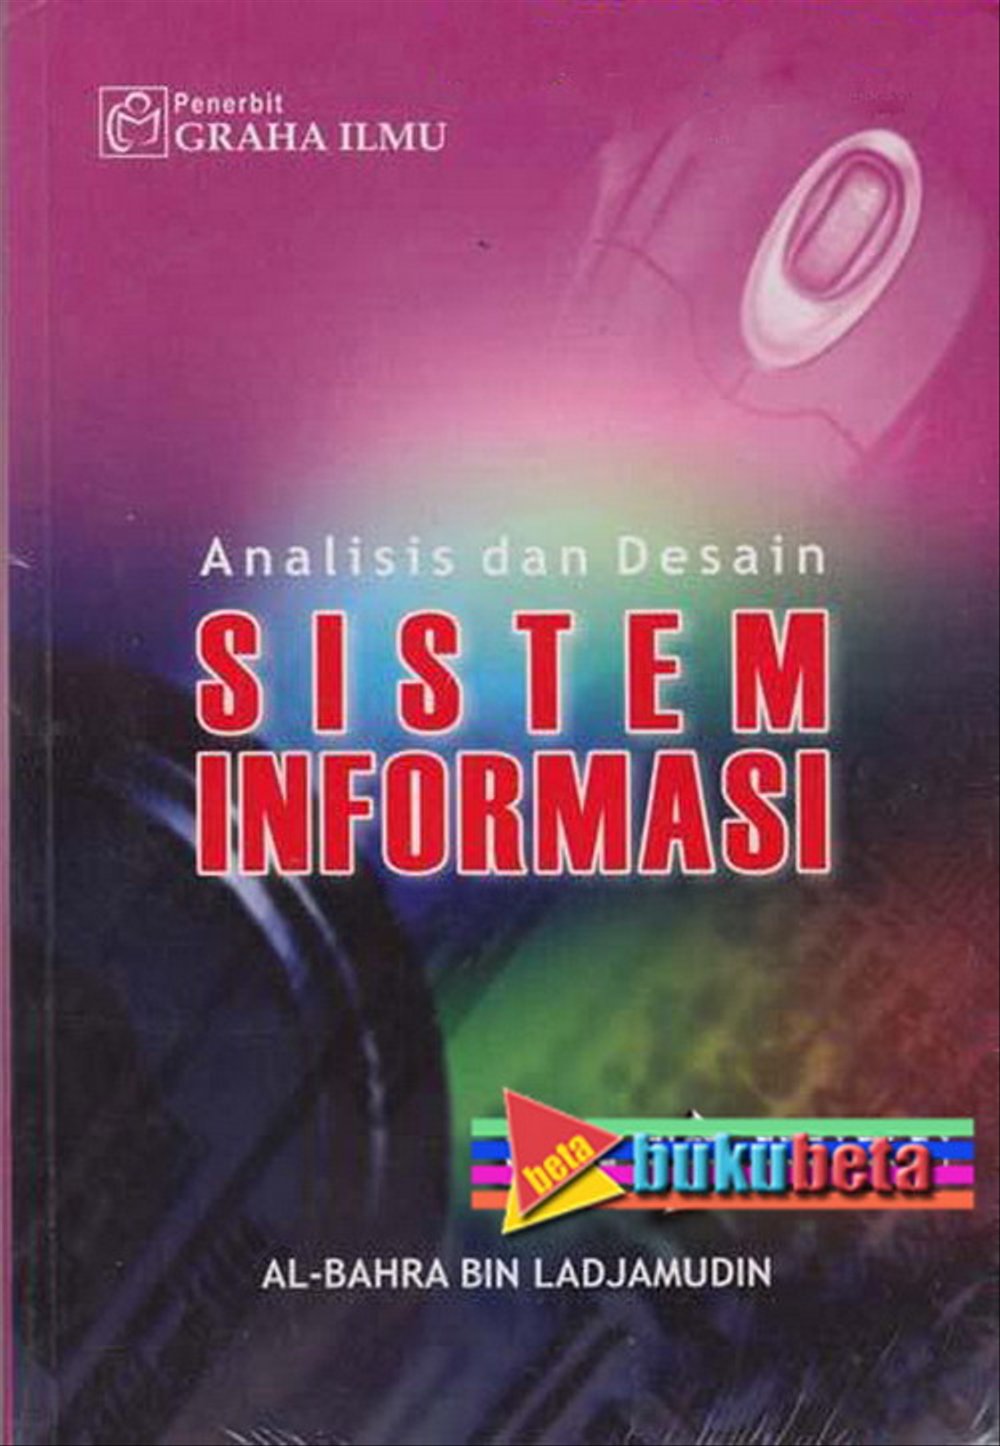 Penerbit
GRAHA ILMU
Analisis dan Desain
SISTEM
INFORMASI
beta
bukubeta
AL-BAHRA BIN LADJAMUDIN